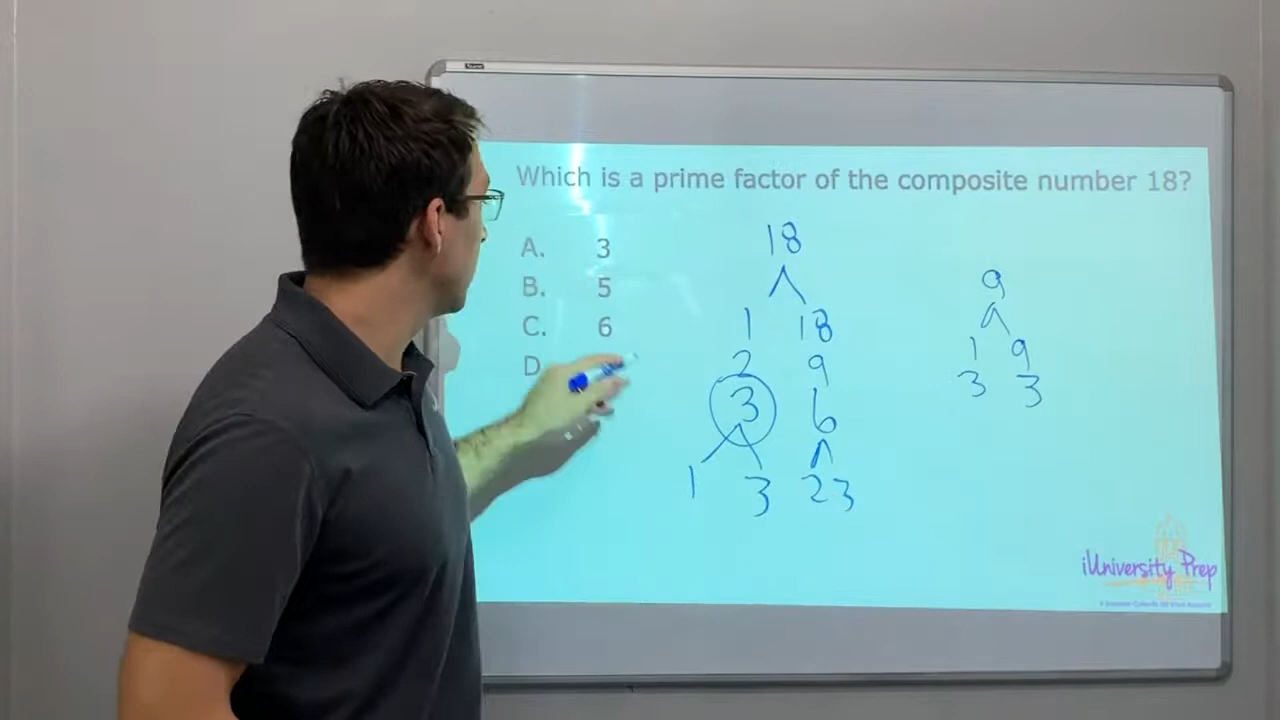 Which is a prime factor of the composite number 18?
A. 3
B. 5
C. 6
D
18
1 18
2 9
3 6
1 3 2 3
9
1 9
3 3
iUniversity Prep